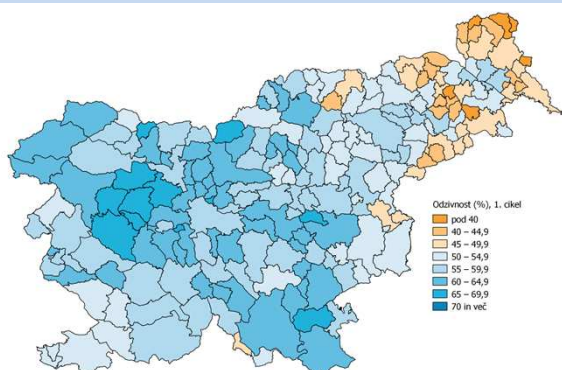 Odzivnost (%), 1. cikel
pod 40
40 – 44,9
45 – 49,9
50 – 54,9
55 – 59,9
60 – 64,9
65 – 69,9
70 in več